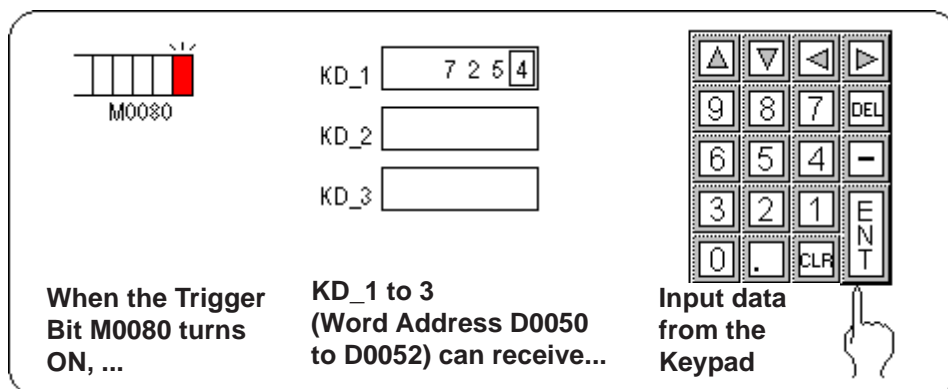 M0080
KD_1 7 2 5 4
KD_2
KD_3
9 8 7 DEL
6 5 4 -
3 2 1 ENT
0 . CLR
When the Trigger
Bit M0080 turns
ON, ...
KD_1 to 3
(Word Address D0050
to D0052) can receive...
Input data
from the
Keypad